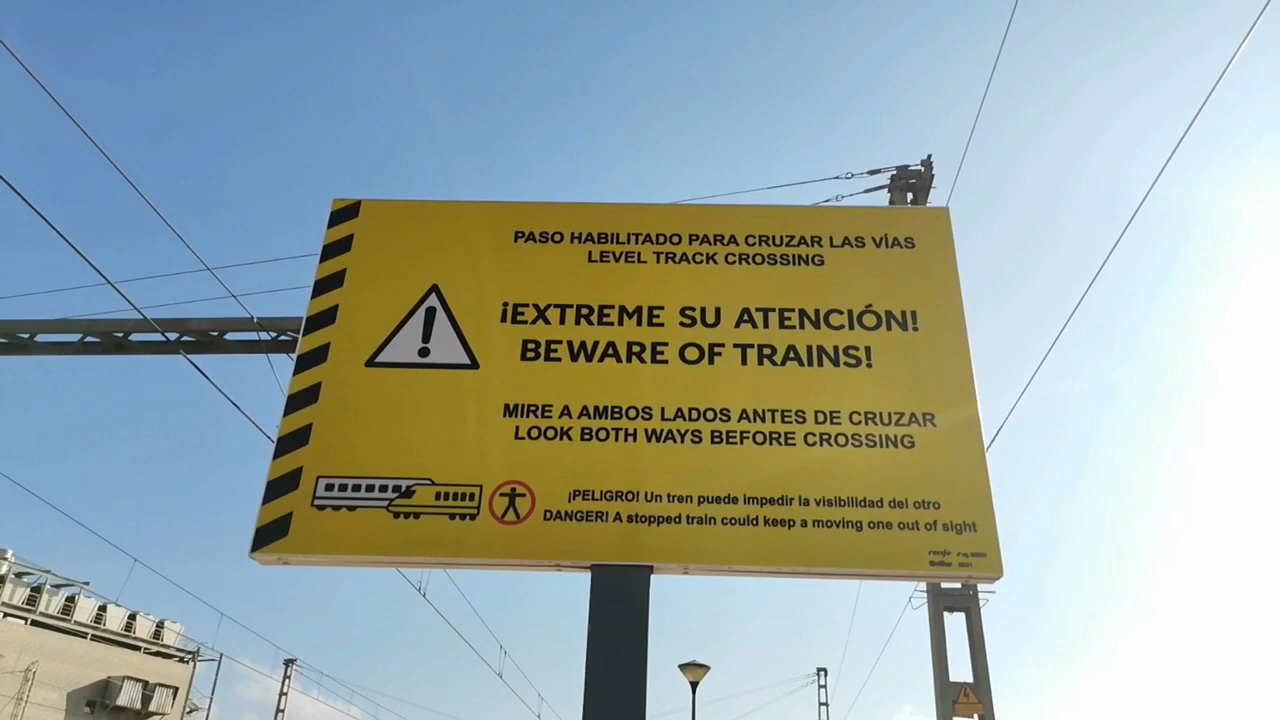 PASO HABILITADO PARA CRUZAR LAS VÍAS
LEVEL TRACK CROSSING
¡EXTREME SU ATENCIÓN!
BEWARE OF TRAINS!
MIRE A AMBOS LADOS ANTES DE CRUZAR
LOOK BOTH WAYS BEFORE CROSSING
¡PELIGRO! Un tren puede impedir la visibilidad del otro
DANGER! A stopped train could keep a moving one out of sight
renfe